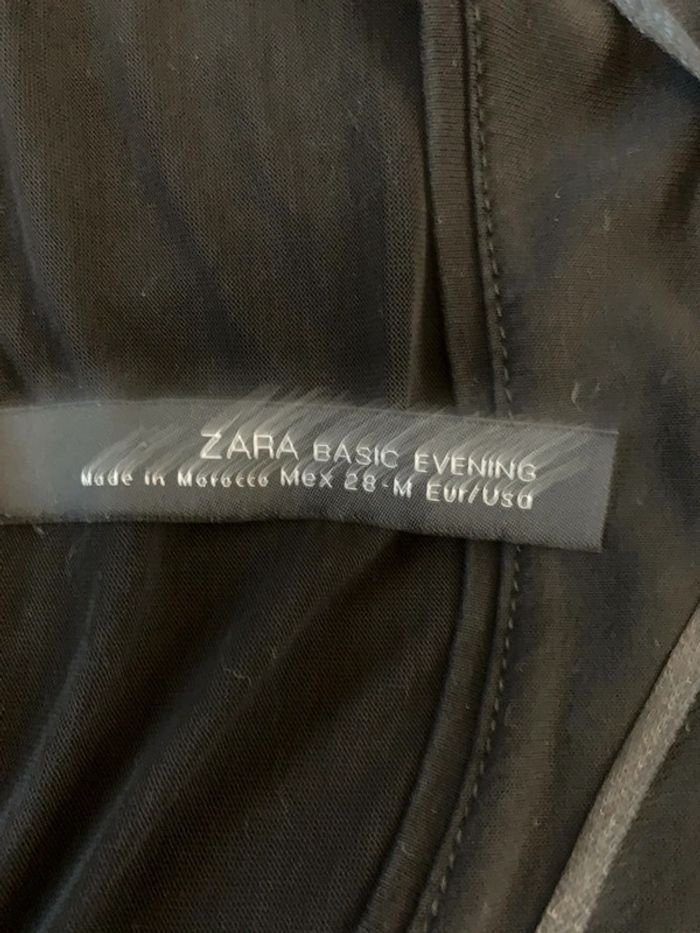 ZARA BASIC EVENING
Made in Morocco Mex 28-M Eur/Usa